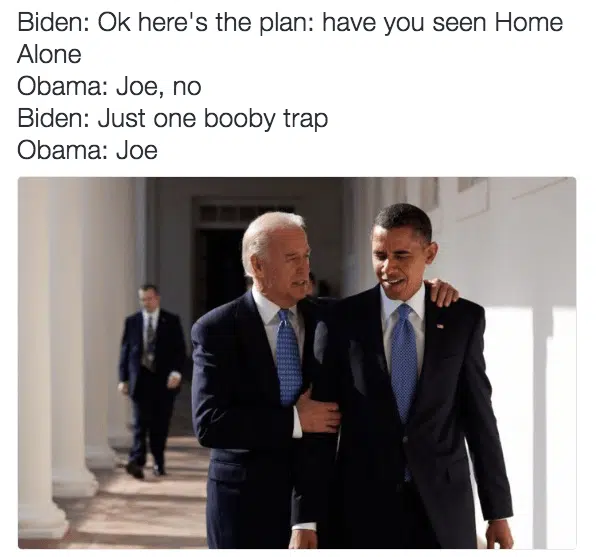 Biden: Ok here's the plan: have you seen Home
Alone
Obama: Joe, no
Biden: Just one booby trap
Obama: Joe